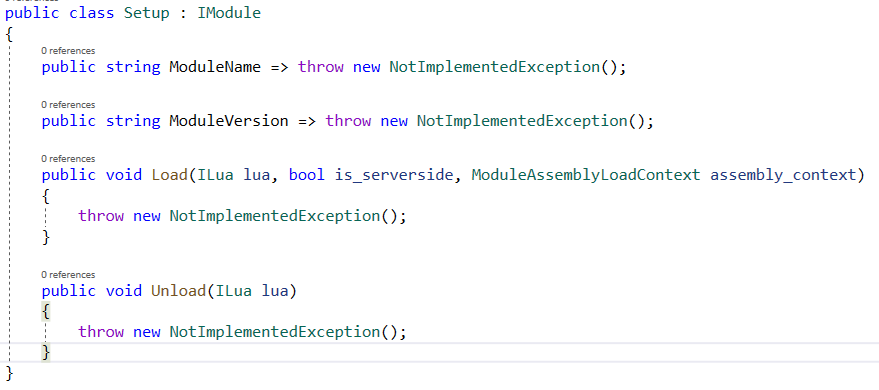 public class Setup : IModule
{
0 references
public string ModuleName => throw new NotImplementedException();
0 references
public string ModuleVersion => throw new NotImplementedException();
0 references
public void Load(ILua lua, bool is_serverside, ModuleAssemblyLoadContext assembly_context)
{
throw new NotImplementedException();
}
0 references
public void Unload(ILua lua)
{
throw new NotImplementedException();
}
}